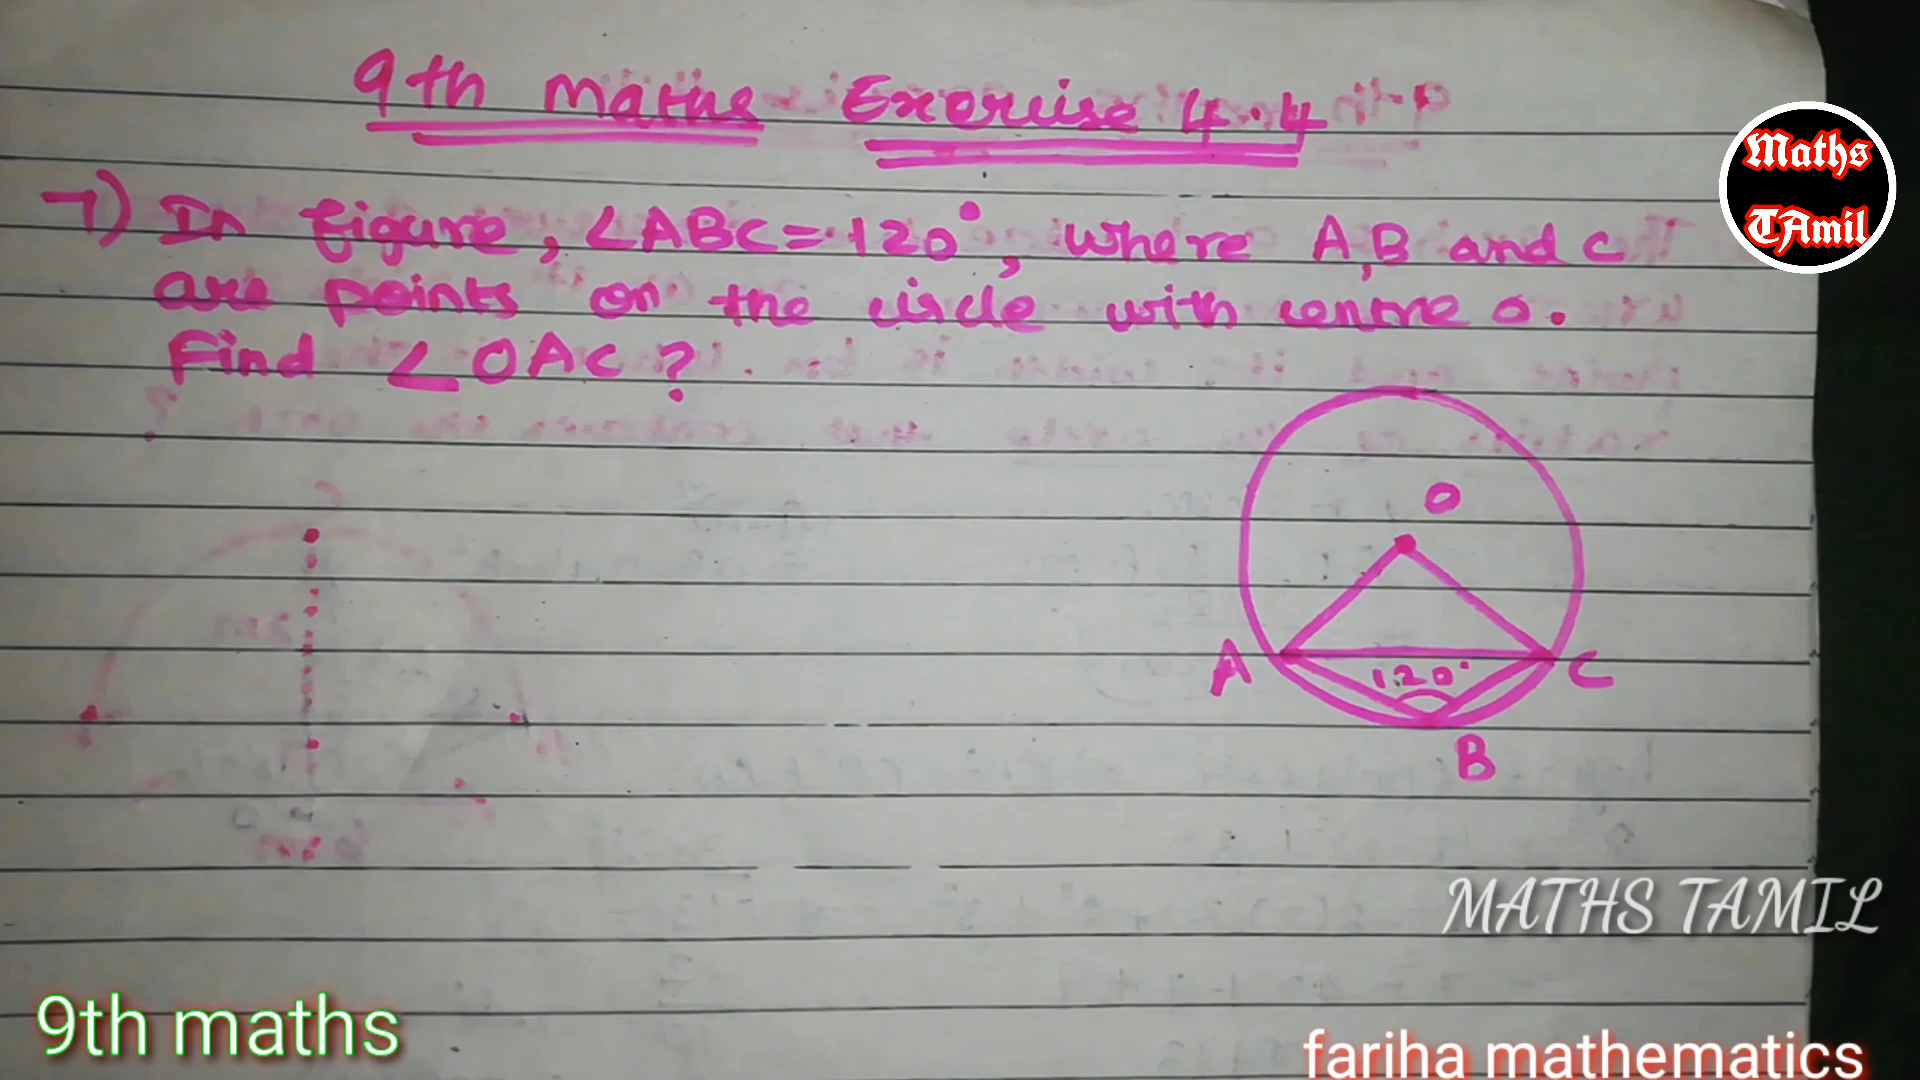 9th maths Exercise 4.4
Maths
TAmil
7) In figure, ∠ABC = 120°, where A, B and C
are points on the circle with centre O.
Find ∠OAC?
O
A
120°
C
B
MATHS TAMIL
9th maths
fariha mathematics